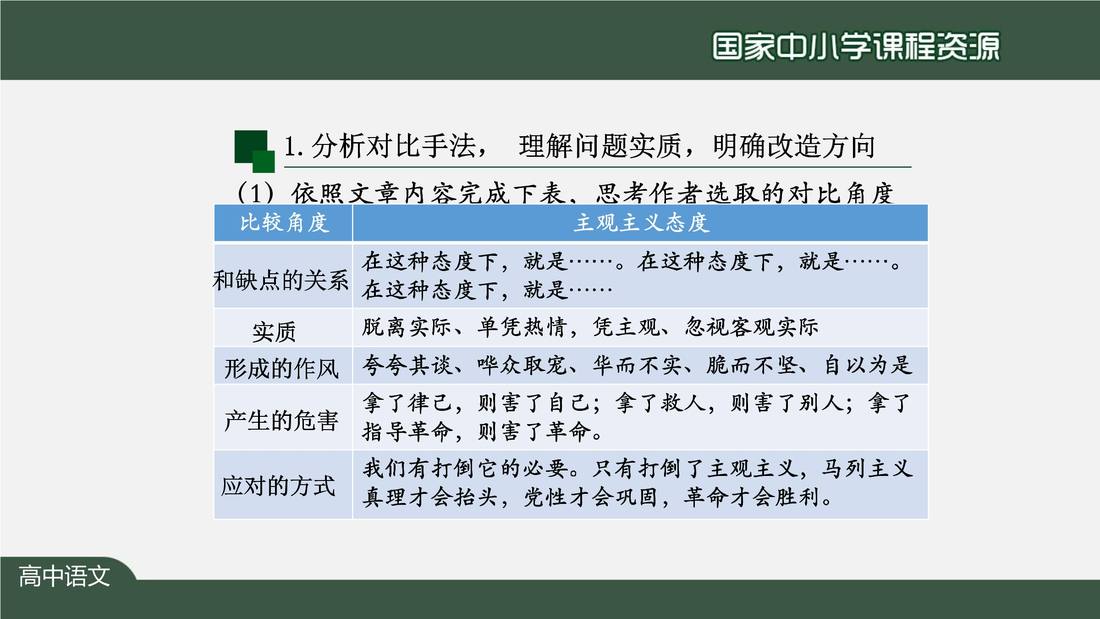 国家中小学课程资源
1.分析对比手法， 理解问题实质，明确改造方向
（1）依照文章内容完成下表、思考作者选取的对比角度
比较角度 主观主义态度
和缺点的关系 在这种态度下，就是……。在这种态度下，就是……。
在这种态度下，就是……
实质 脱离实际、单凭热情，凭主观、忽视客观实际
形成的作风 夸夸其谈、哗众取宠、华而不实、脆而不坚、自以为是
产生的危害 拿了律己，则害了自己；拿了教人，则害了别人；拿了
指导革命，则害了革命。
应对的方式 我们有打倒它的必要。只有打倒了主观主义，马列主义
真理才会抬头，党性才会巩固，革命才会胜利。
高中语文